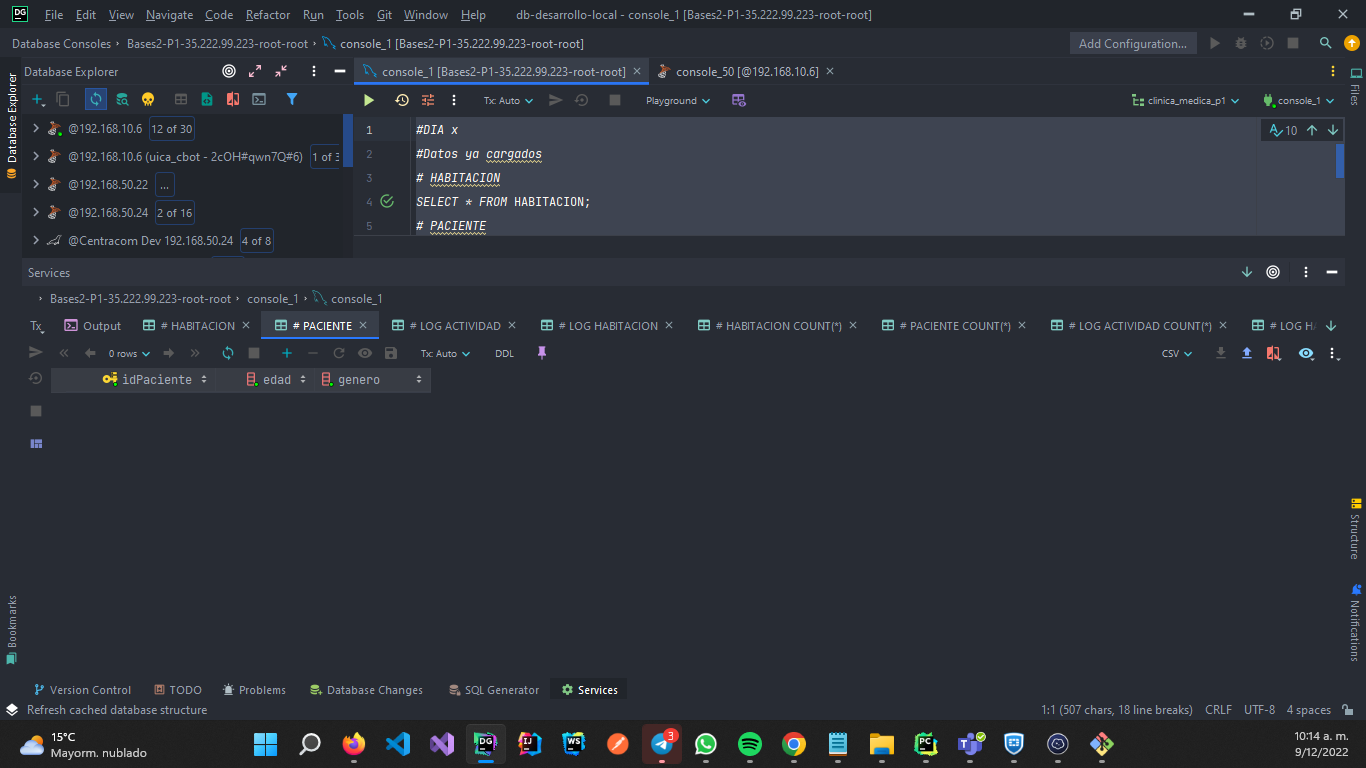 DG File Edit View Navigate Code Refactor Run Tools Git Window Help db-desarrollo-local - console_1 [Bases2-P1-35.222.99.223-root-root]
Database Consoles Bases2-P1-35.222.99.223-root-root console_1 [Bases2-P1-35.222.99.223-root-root] Add Configuration...
Database Explorer
Database Explorer console_1 [Bases2-P1-35.222.99.223-root-root] console_50 [@192.168.10.6]
Files
Tx: Auto Playground clinica_medica_p1 console_1
@192.168.10.6 12 of 30
@192.168.10.6 (uica_cbot - 2cOH#qwn7Q#6) 1 of 3
@192.168.50.22 ...
@192.168.50.24 2 of 16
@Centracom Dev 192.168.50.24 4 of 8
1 #DIA x
2 #Datos ya cargados
3 # HABITACION
4 SELECT * FROM HABITACION;
5 # PACIENTE
10
Services
Bases2-P1-35.222.99.223-root-root console_1 console_1
Tx Output # HABITACION # PACIENTE # LOG ACTIVIDAD # LOG HABITACION # HABITACION COUNT(*) # PACIENTE COUNT(*) # LOG ACTIVIDAD COUNT(*) # LOG H
0 rows Tx: Auto DDL CSV
idPaciente edad genero
Structure
Notifications
Bookmarks
Version Control TODO Problems Database Changes SQL Generator Services
Refresh cached database structure 1:1 (507 chars, 18 line breaks) CRLF UTF-8 4 spaces
15°C
Mayorm. nublado
DG IJ WS 3 PC
10:14 a. m.
9/12/2022